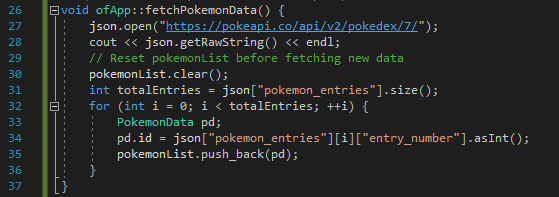 26 void ofApp::fetchPokemonData() {
27 json.open("https://pokeapi.co/api/v2/pokedex/7/");
28 cout << json.getRawString() << endl;
29 // Reset pokemonList before fetching new data
30 pokemonList.clear();
31 int totalEntries = json["pokemon_entries"].size();
32 for (int i = 0; i < totalEntries; ++i) {
33 PokemonData pd;
34 pd.id = json["pokemon_entries"][i]["entry_number"].asInt();
35 pokemonList.push_back(pd);
36 }
37 }